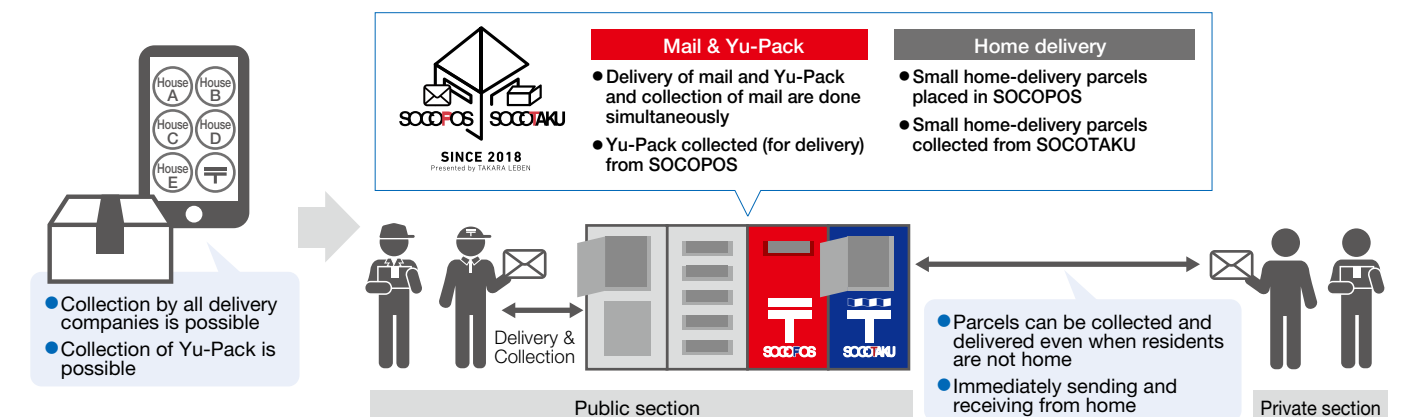 House
A
House
B
House
C
House
D
House
E
〒
● Collection by all delivery
companies is possible
● Collection of Yu-Pack is
possible
SOCOPOS SOCOTAKU
SINCE 2018
Presented by TAKARA LEBEN
Mail & Yu-Pack
● Delivery of mail and Yu-Pack
and collection of mail are done
simultaneously
● Yu-Pack collected (for delivery)
from SOCOPOS
Home delivery
● Small home-delivery parcels
placed in SOCOPOS
● Small home-delivery parcels
collected from SOCOTAKU
〒
Delivery &
Collection
〒
SOCOPOS
〒
SOCOTAKU
Public section
● Parcels can be collected and
delivered even when residents
are not home
● Immediately sending and
receiving from home
Private section